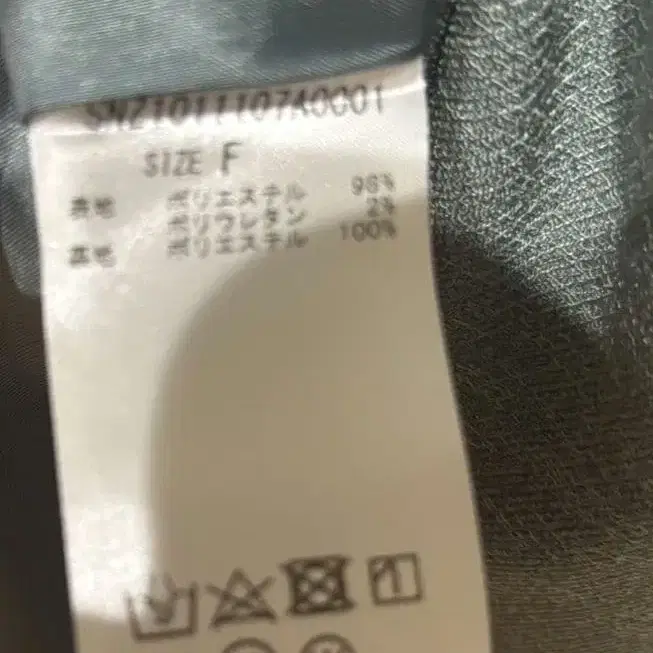 SNZ1011107A0001
SIZE F
表地 ポリエステル 98%
ポリウレタン 2%
裏地 ポリエステル 100%